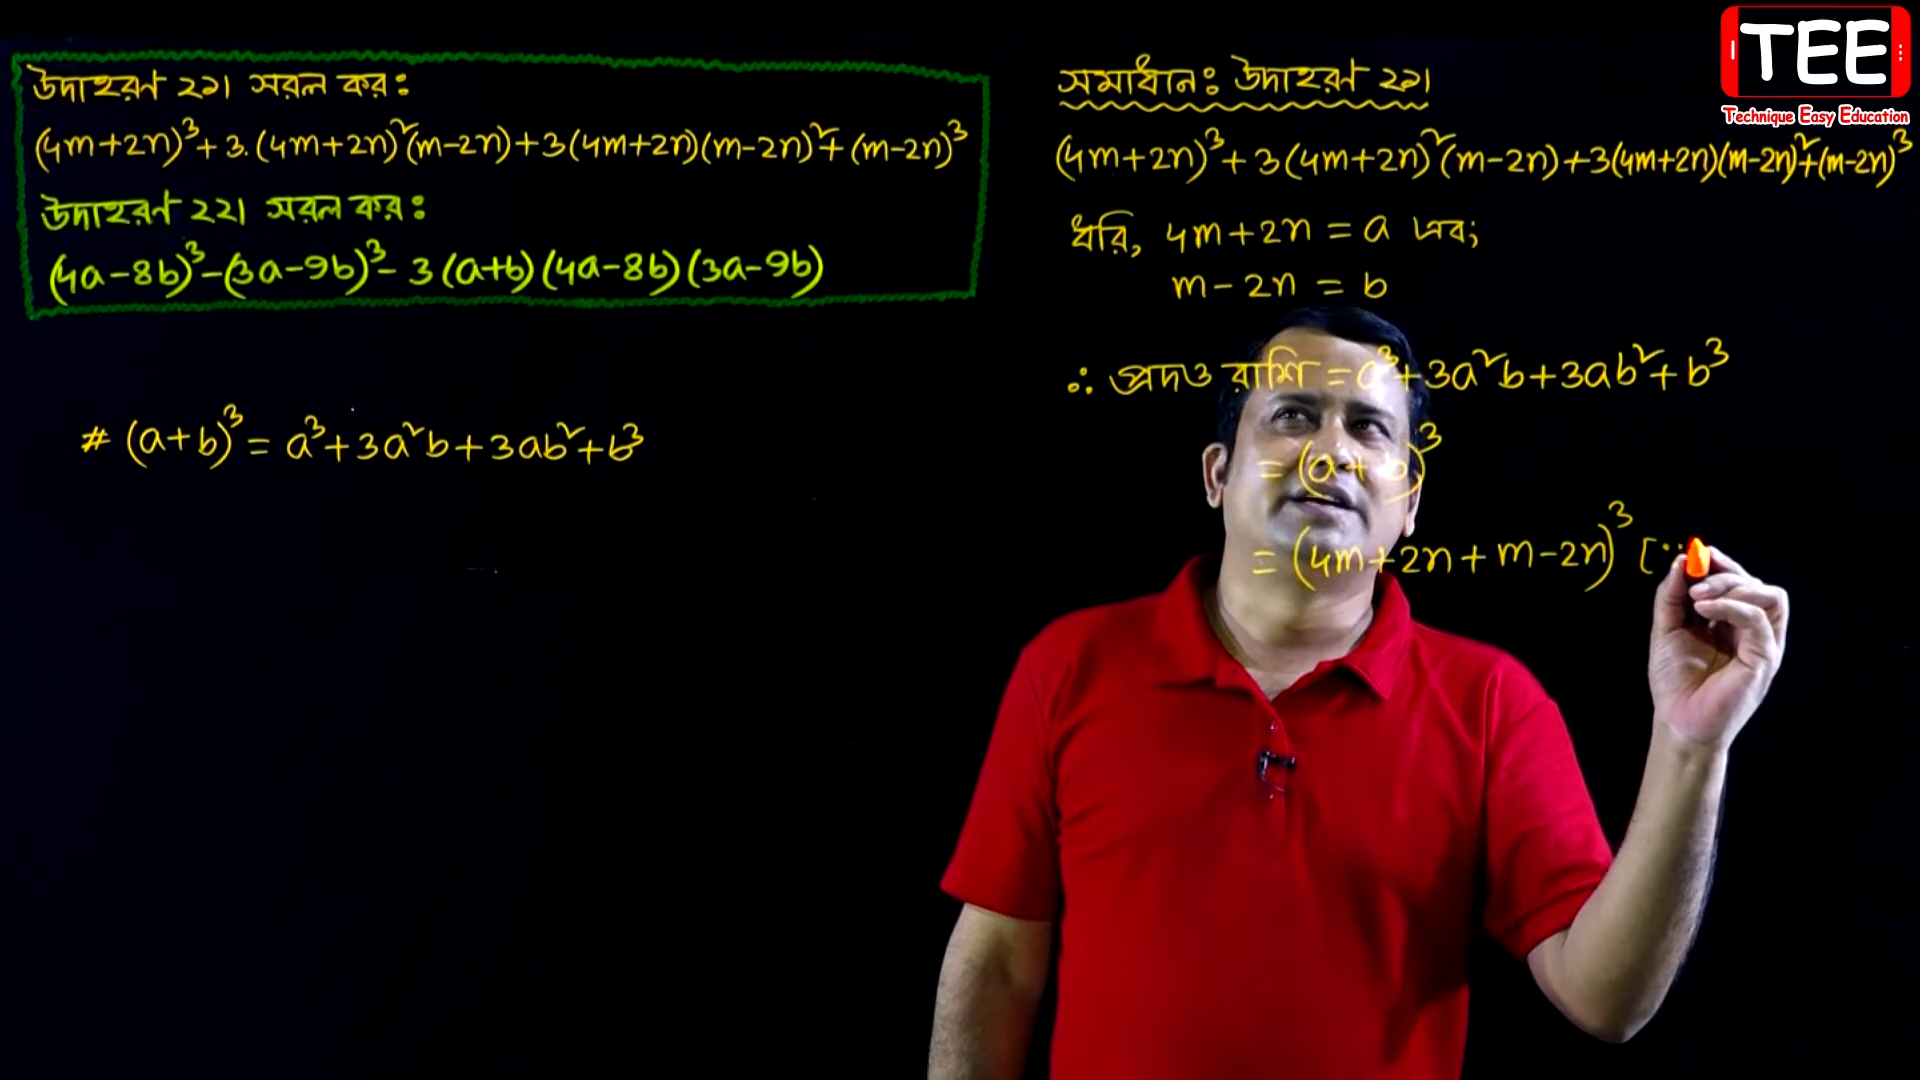 উদাহরণ ২১। সরল কর:
(4m+2n)³+3.(4m+2n)²(m-2n)+3(4m+2n)(m-2n)²+(m-2n)³
উদাহরণ ২২। সরল কর:
(4a-8b)³-(3a-9b)³-3(a+b)(4a-8b)(3a-9b)
# (a+b)³ = a³+3a²b+3ab²+b³
সমাধান: উদাহরণ ২১।
(4m+2n)³+3(4m+2n)²(m-2n)+3(4m+2n)(m-2n)²+(m-2n)³
ধরি, 4m+2n = a এবং
m-2n = b
∴ প্রদত্ত রাশি = a³+3a²b+3ab²+b³
= (a+b)³
= (4m+2n+m-2n)³ [
TEE
Technique Easy Education